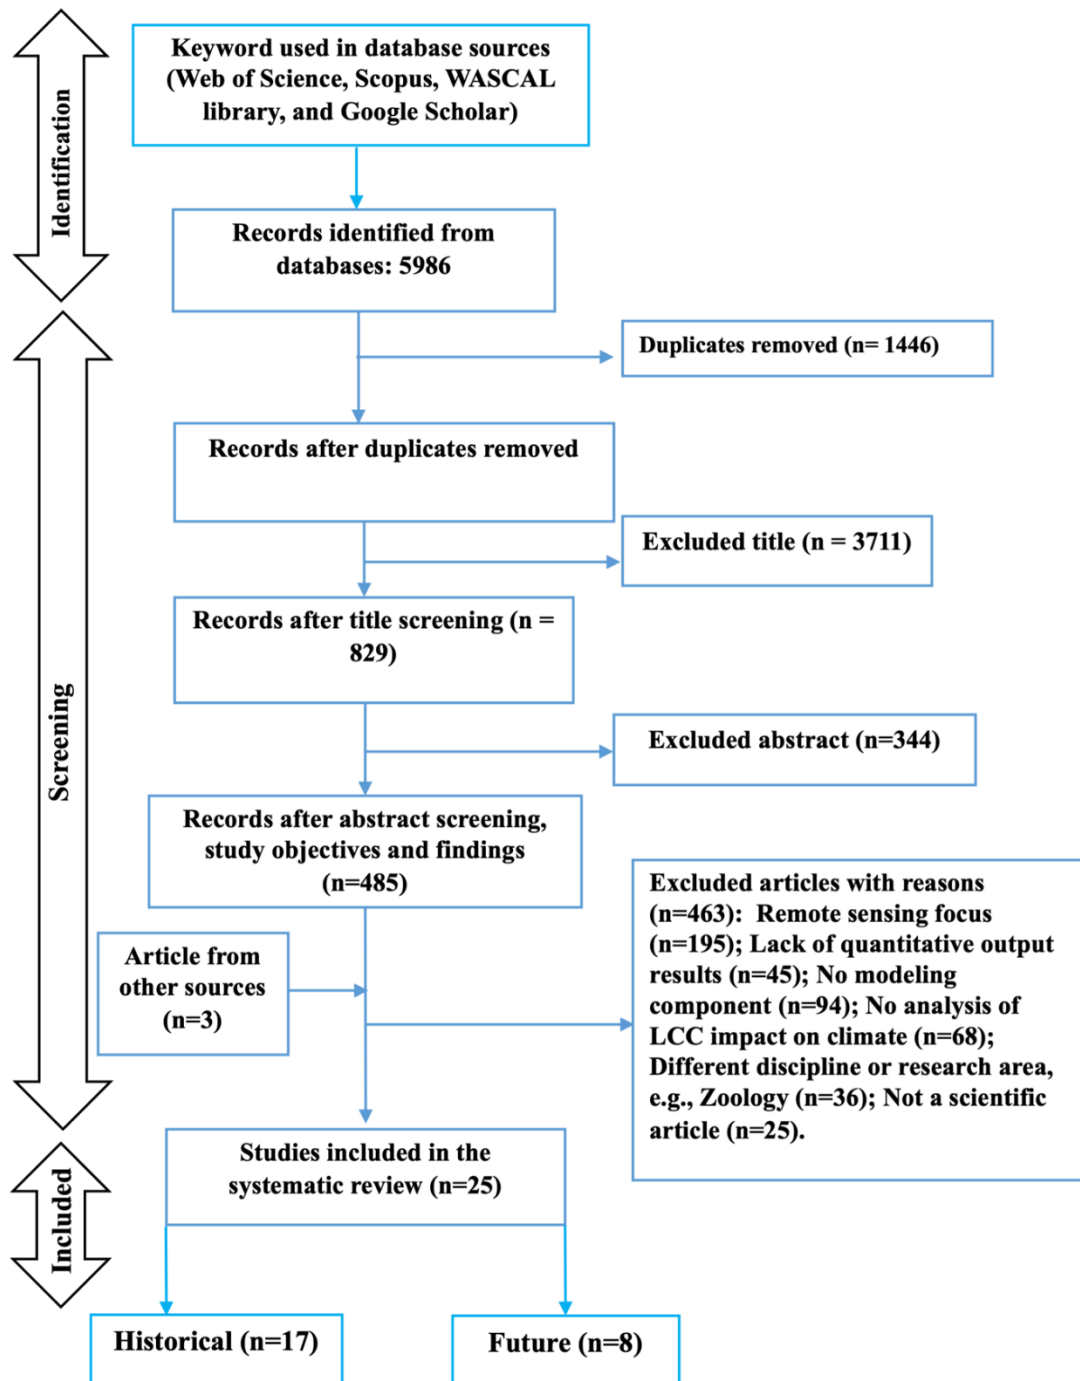 Identification
Keyword used in database sources
(Web of Science, Scopus, WASCAL
library, and Google Scholar)
Records identified from
databases: 5986
Screening
Duplicates removed (n= 1446)
Records after duplicates removed
Excluded title (n = 3711)
Records after title screening (n =
829)
Excluded abstract (n=344)
Records after abstract screening,
study objectives and findings
(n=485)
Article from
other sources
(n=3)
Excluded articles with reasons
(n=463):  Remote sensing focus
(n=195); Lack of quantitative output
results (n=45); No modeling
component (n=94); No analysis of
LCC impact on climate (n=68);
Different discipline or research area,
e.g., Zoology (n=36); Not a scientific
article (n=25).
Included
Studies included in the
systematic review (n=25)
Historical (n=17)
Future (n=8)